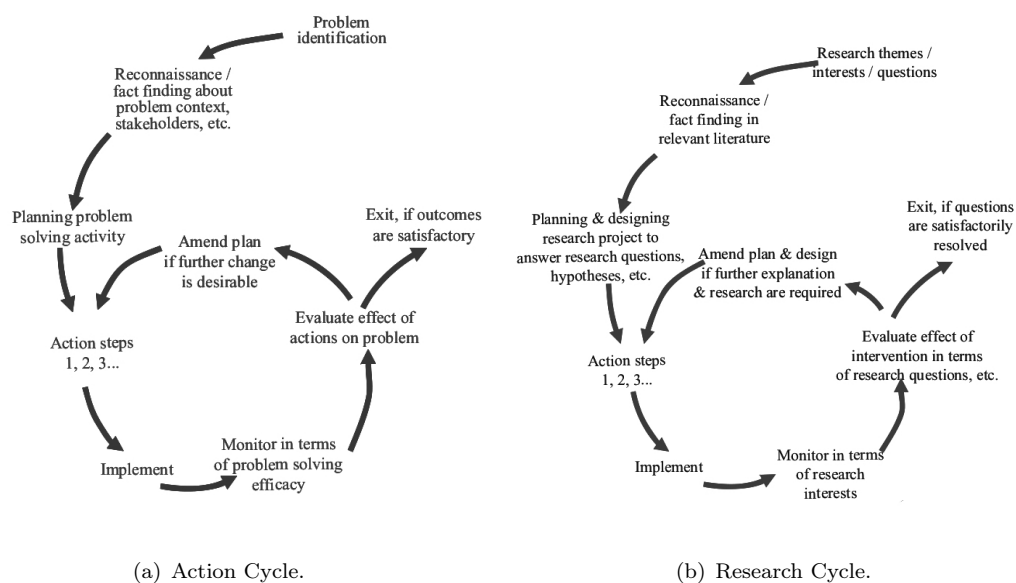 Problem
identification
Reconnaissance /
fact finding about
problem context,
stakeholders, etc.
Planning problem
solving activity
Amend plan
if further change
is desirable
Exit, if outcomes
are satisfactory
Evaluate effect of
actions on problem
Action steps
1, 2, 3...
Implement
Monitor in terms
of problem solving
efficacy
(a) Action Cycle.
Research themes /
interests / questions
Reconnaissance /
fact finding in
relevant literature
Planning & designing
research project to
answer research questions,
hypotheses, etc.
Amend plan & design
if further explanation
& research are required
Exit, if questions
are satisfactorily
resolved
Evaluate effect of
intervention in terms
of research questions, etc.
Action steps
1, 2, 3...
Implement
Monitor in terms
of research
interests
(b) Research Cycle.